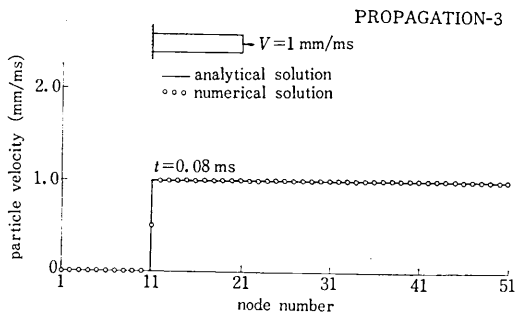 PROPAGATION-3
V=1 mm/ms
analytical solution
numerical solution
particle velocity (mm/ms)
2.0
1.0
0
t=0.08 ms
1 11 21 31 41 51
node number